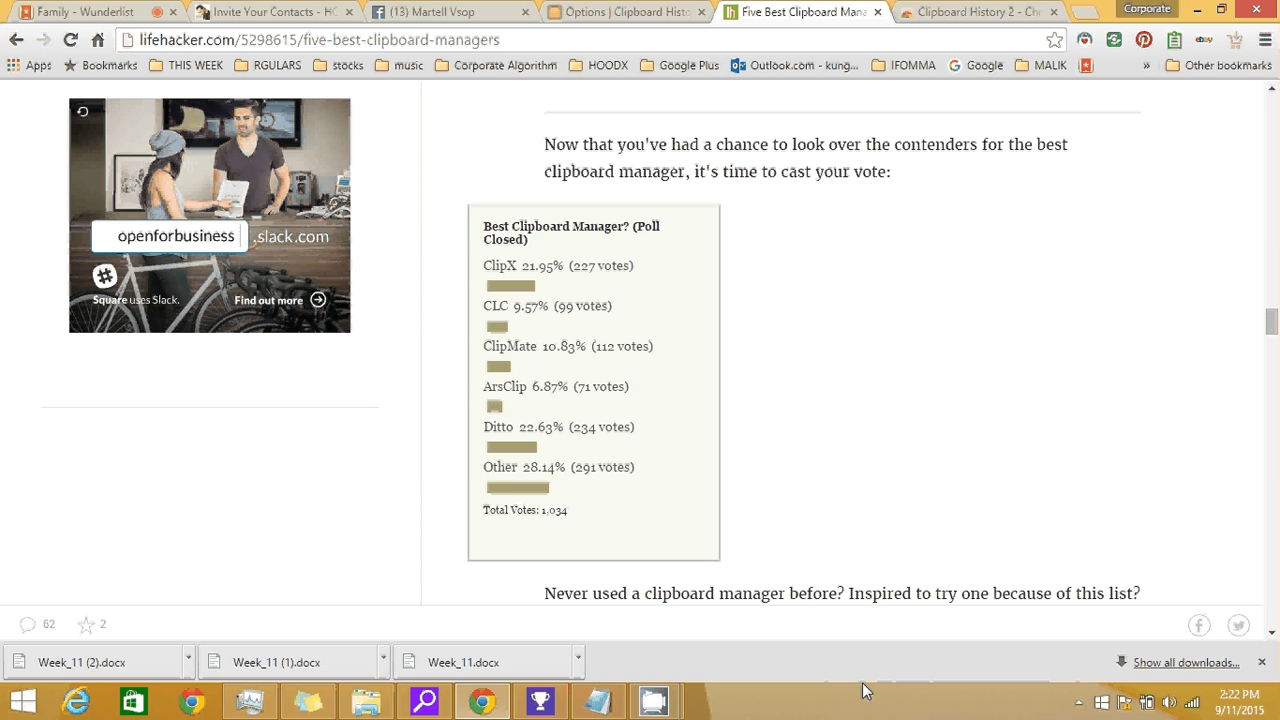 Family - Wunderlist
Invite Your Contacts - HC
(13) Martell Vsop
Options | Clipboard Histo
Five Best Clipboard Mana
Clipboard History 2 - Che
Corporate
lifehacker.com/5298615/five-best-clipboard-managers
Apps
Bookmarks
THIS WEEK
RGULARS
stocks
music
Corporate Algorithm
HOODX
Google Plus
Outlook.com - kung...
IFOMMA
Google
MALIK
»
Other bookmarks
openforbusiness
.slack.com
Square uses Slack.
Find out more
Now that you've had a chance to look over the contenders for the best
clipboard manager, it's time to cast your vote:
Best Clipboard Manager? (Poll
Closed)
ClipX 21.95% (227 votes)
CLC 9.57% (99 votes)
ClipMate 10.83% (112 votes)
ArsClip 6.87% (71 votes)
Ditto 22.63% (234 votes)
Other 28.14% (291 votes)
Total Votes: 1,034
Never used a clipboard manager before? Inspired to try one because of this list?
62
2
Week_11 (2).docx
Week_11 (1).docx
Week_11.docx
Show all downloads...
2:22 PM
9/11/2015